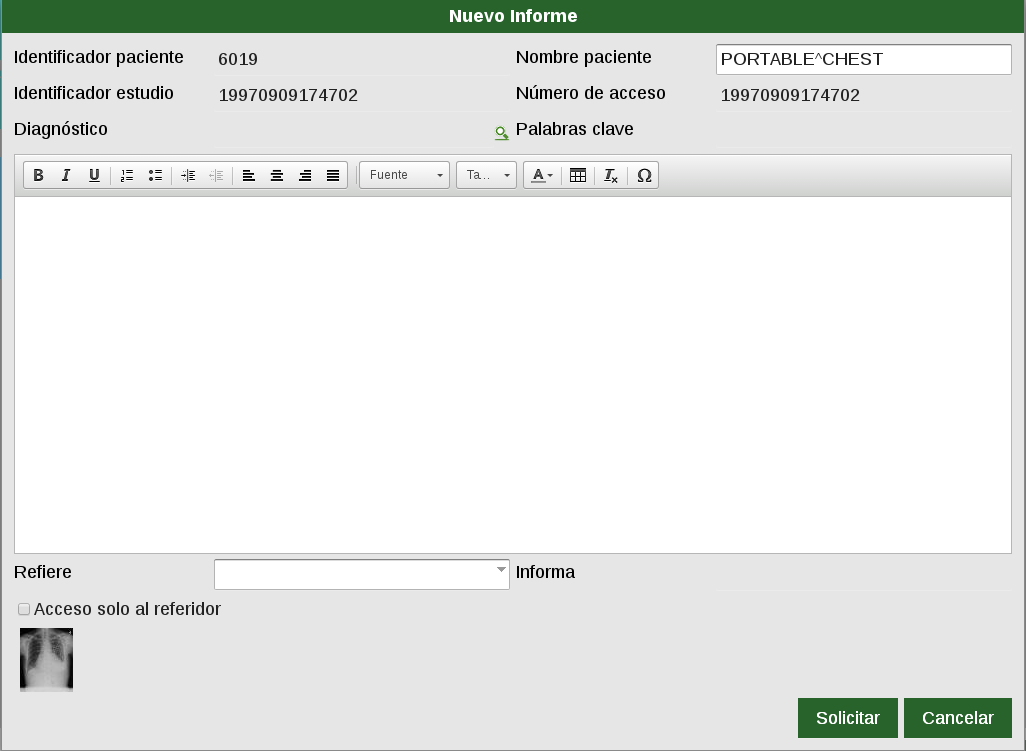 Nuevo Informe
Identificador paciente 6019 Nombre paciente PORTABLE^CHEST
Identificador estudio 19970909174702 Número de acceso 19970909174702
Diagnóstico Palabras clave
B I U Fuente Ta... A Tx Ω
Refiere Informa
Acceso solo al referidor
Solicitar Cancelar